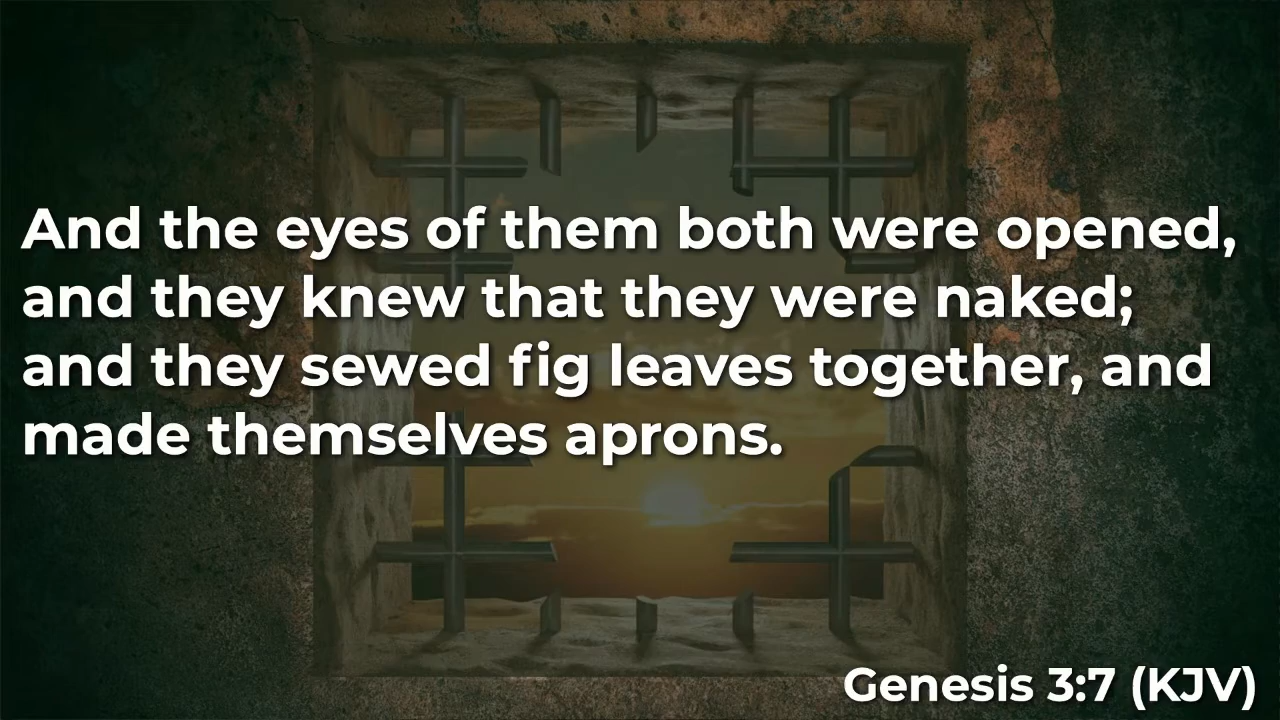 And the eyes of them both were opened,
and they knew that they were naked;
and they sewed fig leaves together, and
made themselves aprons.
Genesis 3:7 (KJV)